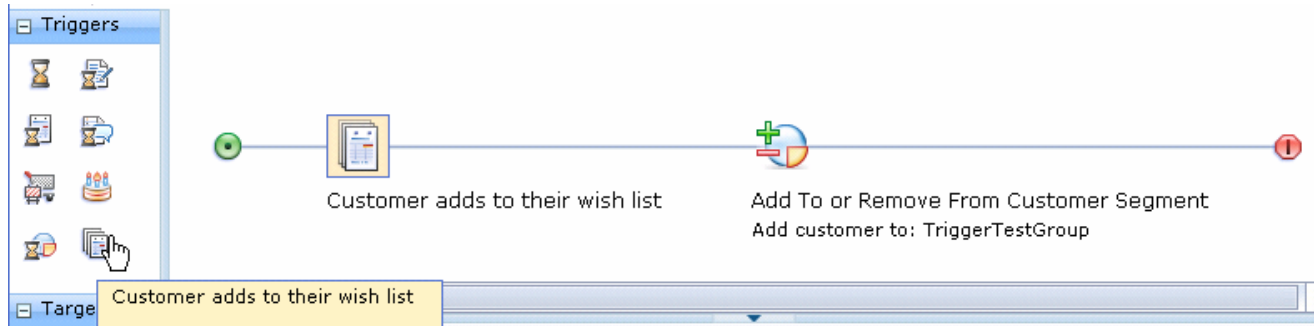 Triggers
Customer adds to their wish list
Add To or Remove From Customer Segment
Add customer to: TriggerTestGroup
Customer adds to their wish list
Targe